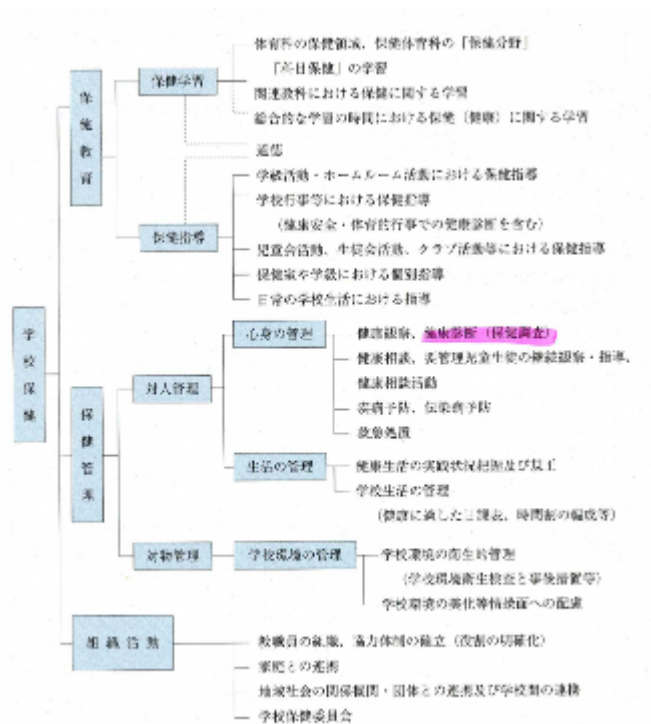 学校保健
保健教育
保健学習
体育科の保健領域、保健体育科の「保健分野」
「科目保健」の学習
関連教科における保健に関する学習
総合的な学習の時間における保健（健康）に関する学習
保健指導
道徳
学級活動・ホームルーム活動における保健指導
学校行事等における保健指導
（健康安全・体育的行事での健康診断を含む）
児童会活動、生徒会活動、クラブ活動等における保健指導
保健室や学級における個別指導
日常の学校生活における指導
保健管理
対人管理
心身の管理
健康観察、健康診断（保健調査）
健康相談、要管理児童生徒の継続観察・指導、
健康相談活動
疾病予防、伝染病予防
救急処置
生活の管理
健康生活の実践状況把握及び規正
学校生活の管理
（健康に適した日課表、時間割の編成等）
対物管理
学校環境の管理
学校環境の衛生的管理
（学校環境衛生検査と事後措置等）
学校環境の美化等情操面への配慮
組織活動
教職員の組織、協力体制の確立（役割の明確化）
家庭との連携
地域社会の関係機関・団体との連携及び学校間の連携
学校保健委員会